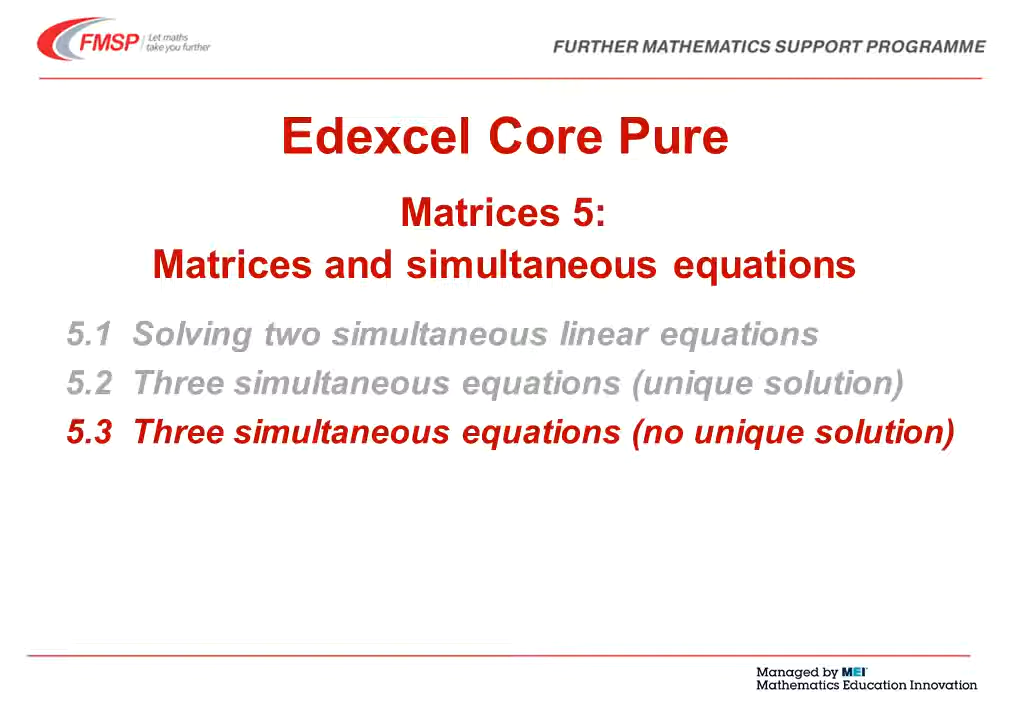 FMSP
Let maths
take you further
FURTHER MATHEMATICS SUPPORT PROGRAMME
Edexcel Core Pure
Matrices 5:
Matrices and simultaneous equations
5.1 Solving two simultaneous linear equations
5.2 Three simultaneous equations (unique solution)
5.3 Three simultaneous equations (no unique solution)
Managed by MEI
Mathematics Education Innovation